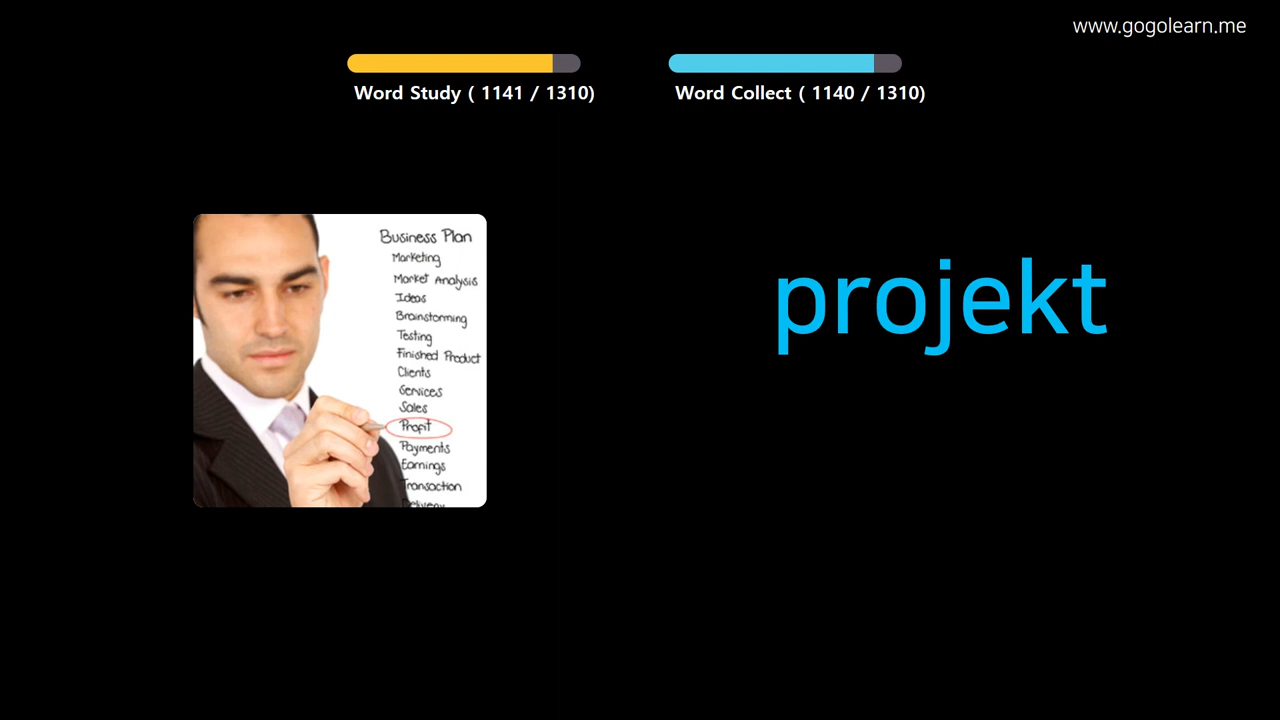 www.gogolearn.me
Word Study ( 1141 / 1310)
Word Collect ( 1140 / 1310)
Business Plan
Marketing
Market Analysis
Ideas
Brainstorming
Testing
Finished Product
Clients
Services
Sales
Profit
Payments
Earnings
Transaction
Delivery
projekt